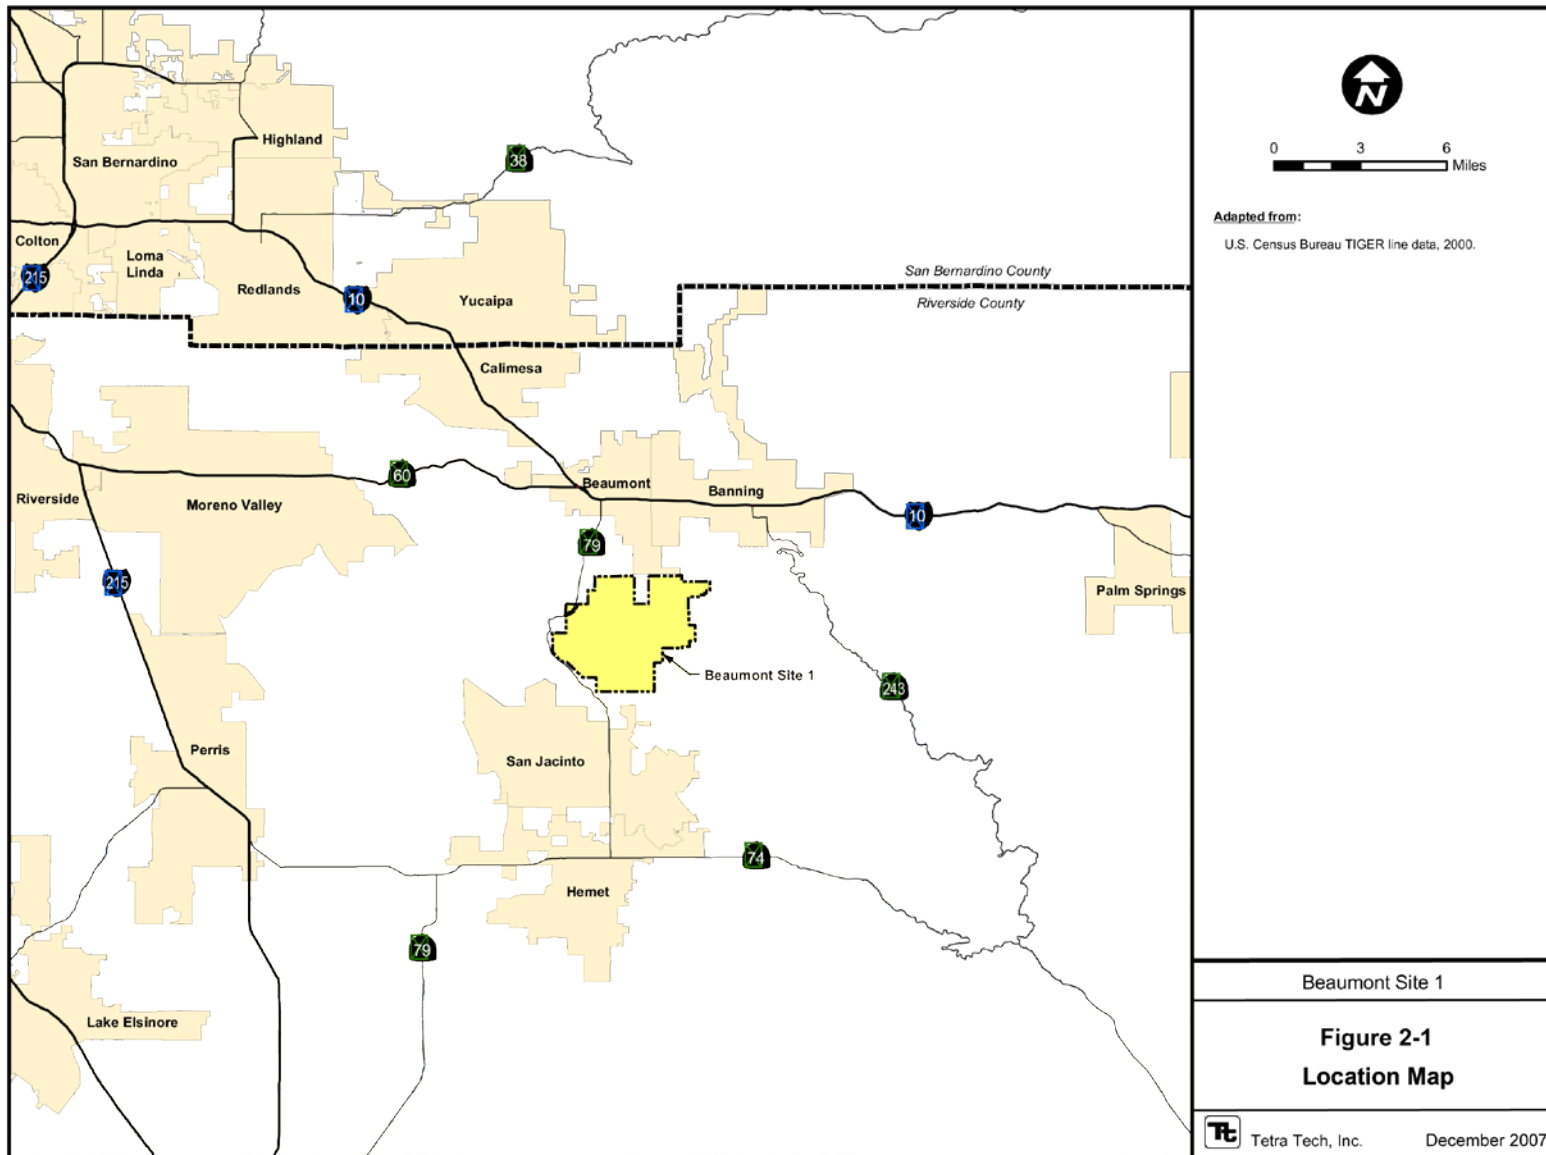 38
Highland
San Bernardino
Colton
Loma
Linda
215
Redlands
10
Yucaipa
San Bernardino County
Riverside County
Calimesa
60
Riverside
Moreno Valley
Beaumont
Banning
10
79
215
Palm Springs
Beaumont Site 1
243
Perris
San Jacinto
74
Hemet
79
Lake Elsinore
N
0 3 6
Miles
Adapted from:
U.S. Census Bureau TIGER line data, 2000.
Beaumont Site 1
Figure 2-1
Location Map
Tt Tetra Tech, Inc. December 2007